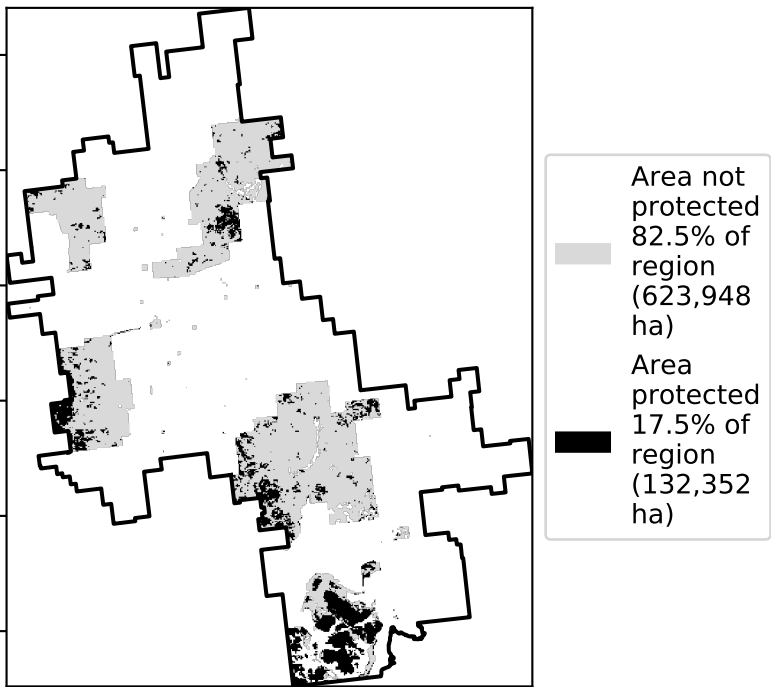 Area not
protected
82.5% of
region
(623,948
ha)
Area
protected
17.5% of
region
(132,352
ha)